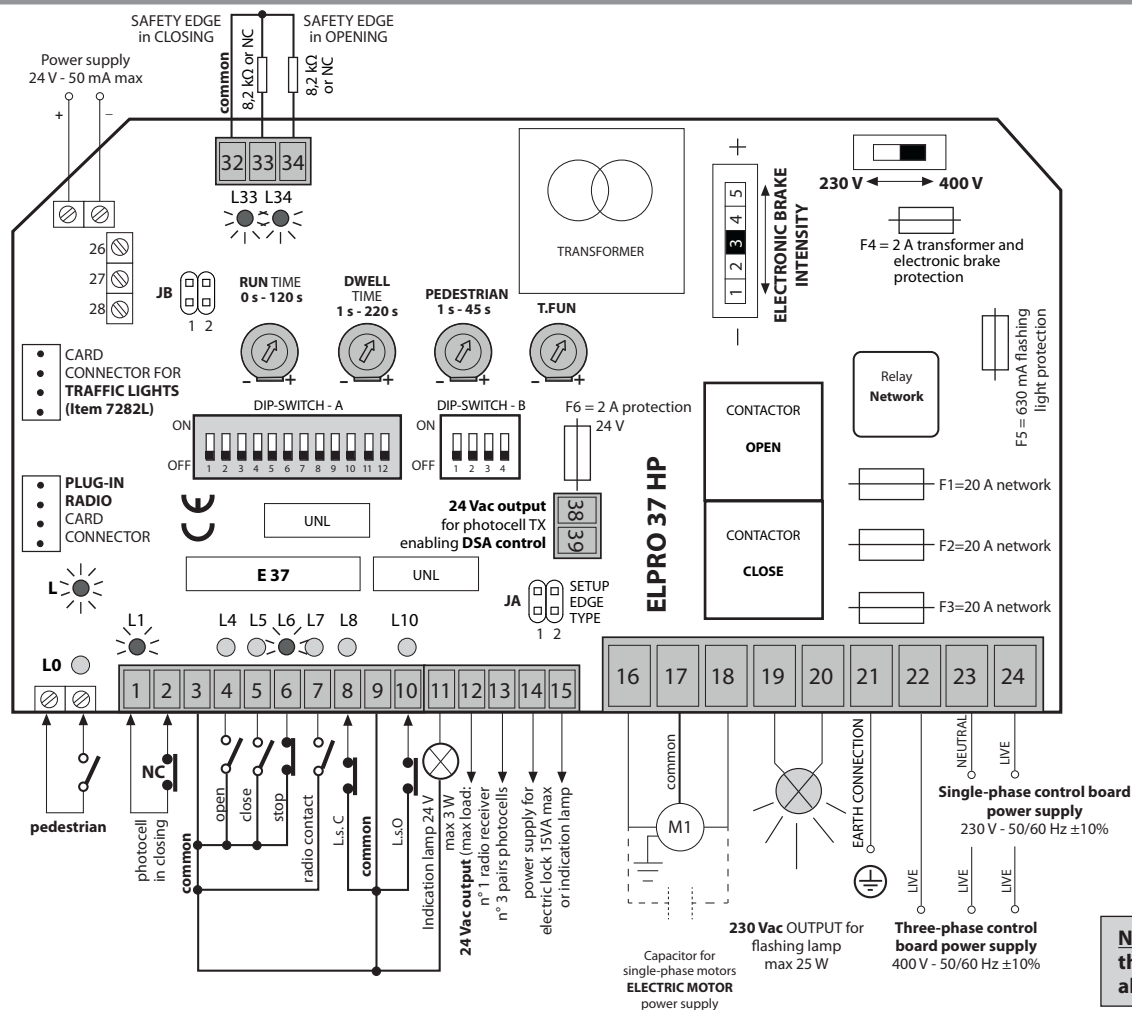 SAFETY EDGE
in CLOSING
SAFETY EDGE
in OPENING
Power supply
24 V - 50 mA max
+
–
common
8,2 kΩ or NC
8,2 kΩ
or NC
32 33 34
L33 L34
26
27
28
JB
1 2
RUN TIME
0 s - 120 s
DWELL
TIME
1 s - 220 s
PEDESTRIAN
1 s - 45 s
T.FUN
- +
- +
- +
- +
TRANSFORMER
+
1 2 3 4 5
–
ELECTRONIC BRAKE
INTENSITY
230 V
400 V
F4 = 2 A transformer and
electronic brake
protection
F5 = 630 mA flashing
light protection
CARD
CONNECTOR FOR
TRAFFIC LIGHTS
(Item 7282L)
DIP-SWITCH - A
ON
OFF
1 2 3 4 5 6 7 8 9 10 11 12
DIP-SWITCH - B
ON
OFF
1 2 3 4
F6 = 2 A protection
24 V
CONTACTOR
OPEN
Relay
Network
PLUG-IN
RADIO
CARD
CONNECTOR
CE
UNL
24 Vac output
for photocell TX
enabling DSA control
38
39
ELPRO 37 HP
CONTACTOR
CLOSE
F1=20 A network
F2=20 A network
F3=20 A network
E 37
UNL
JA
1 2
SETUP
EDGE
TYPE
L
L0
L1
L4 L5 L6 L7 L8 L10
1 2 3 4 5 6 7 8 9 10 11 12 13 14 15
16 17 18 19 20 21 22 23 24
pedestrian
NC
photocell
in closing
common
open
close
stop
radio contact
L.s. C
common
L.sO
Indication lamp 24 V
max 3 W
24 Vac output (max load:
n° 1 radio receiver
n° 3 pairs photocells
power supply for
electric lock 15VA max
or indication lamp
common
M1
Capacitor for
single-phase motors
ELECTRIC MOTOR
power supply
230 Vac OUTPUT for
flashing lamp
max 25 W
EARTH CONNECTION
NEUTRAL
LIVE
Single-phase control board
power supply
230 V - 50/60 Hz ±10%
LIVE
LIVE
LIVE
Three-phase control
board power supply
400 V - 50/60 Hz ±10%
N
th
al